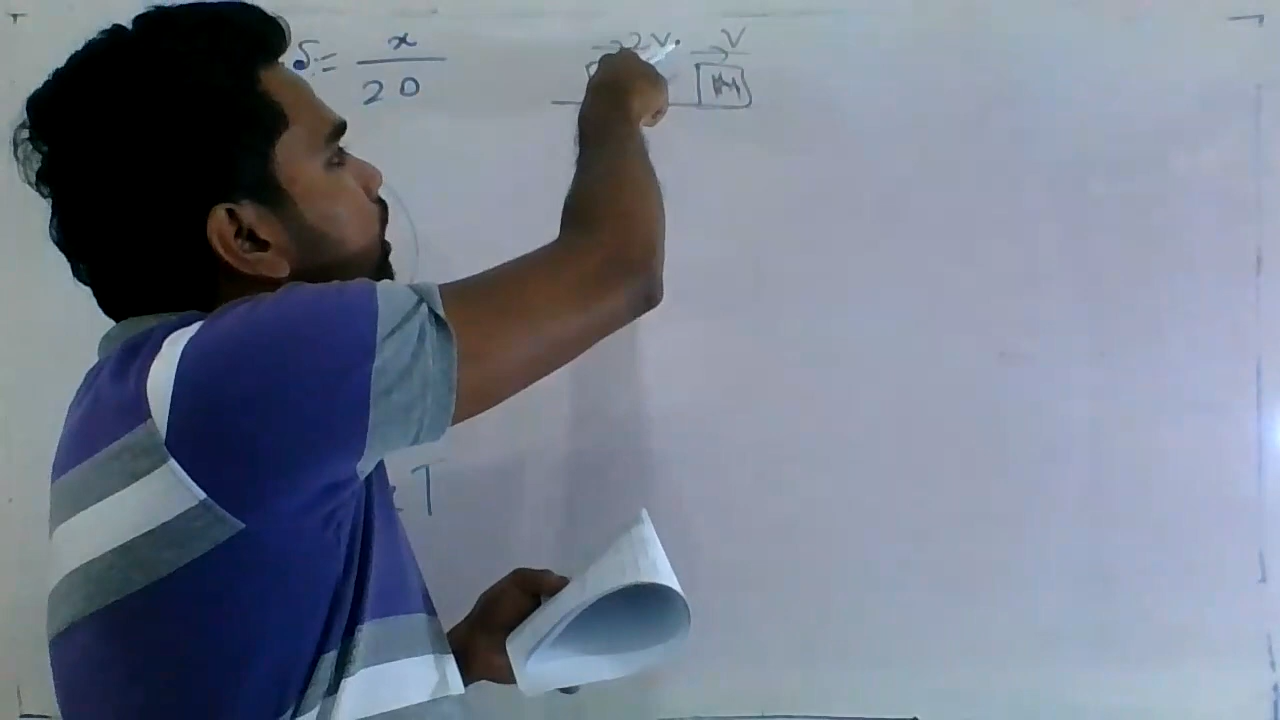 S = x / 20
→ 2V. → V
M
T